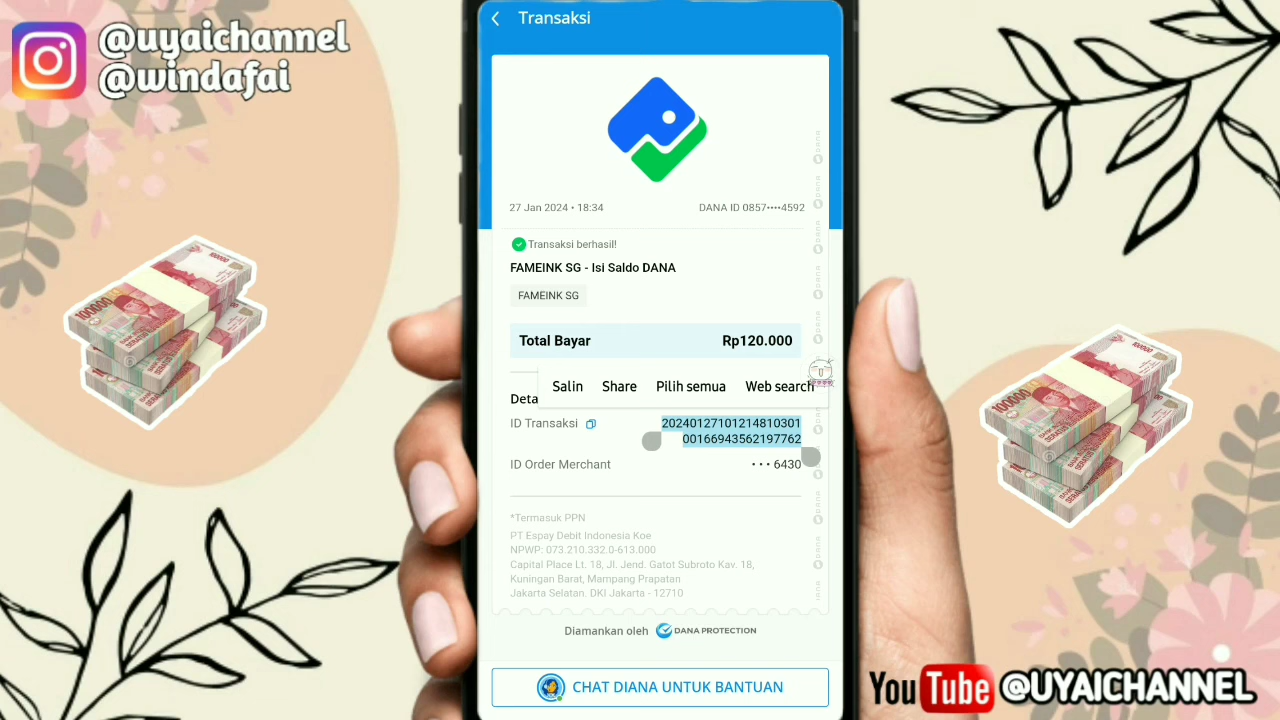 @uyaichannel
@windafai
Transaksi
27 Jan 2024 • 18:34
DANA ID 0857••••4592
Transaksi berhasil!
FAMEINK SG - Isi Saldo DANA
FAMEINK SG
Total Bayar
Rp120.000
Salin
Share
Pilih semua
Web search
Deta
ID Transaksi
20240127101214810301
00166943562197762
ID Order Merchant
• • • 6430
*Termasuk PPN
PT Espay Debit Indonesia Koe
NPWP: 073.210.332.0-613.000
Capital Place Lt. 18, Jl. Jend. Gatot Subroto Kav. 18,
Kuningan Barat, Mampang Prapatan
Jakarta Selatan. DKI Jakarta - 12710
Diamankan oleh
DANA PROTECTION
CHAT DIANA UNTUK BANTUAN
YouTube @UYAICHANNEL
100000
100000